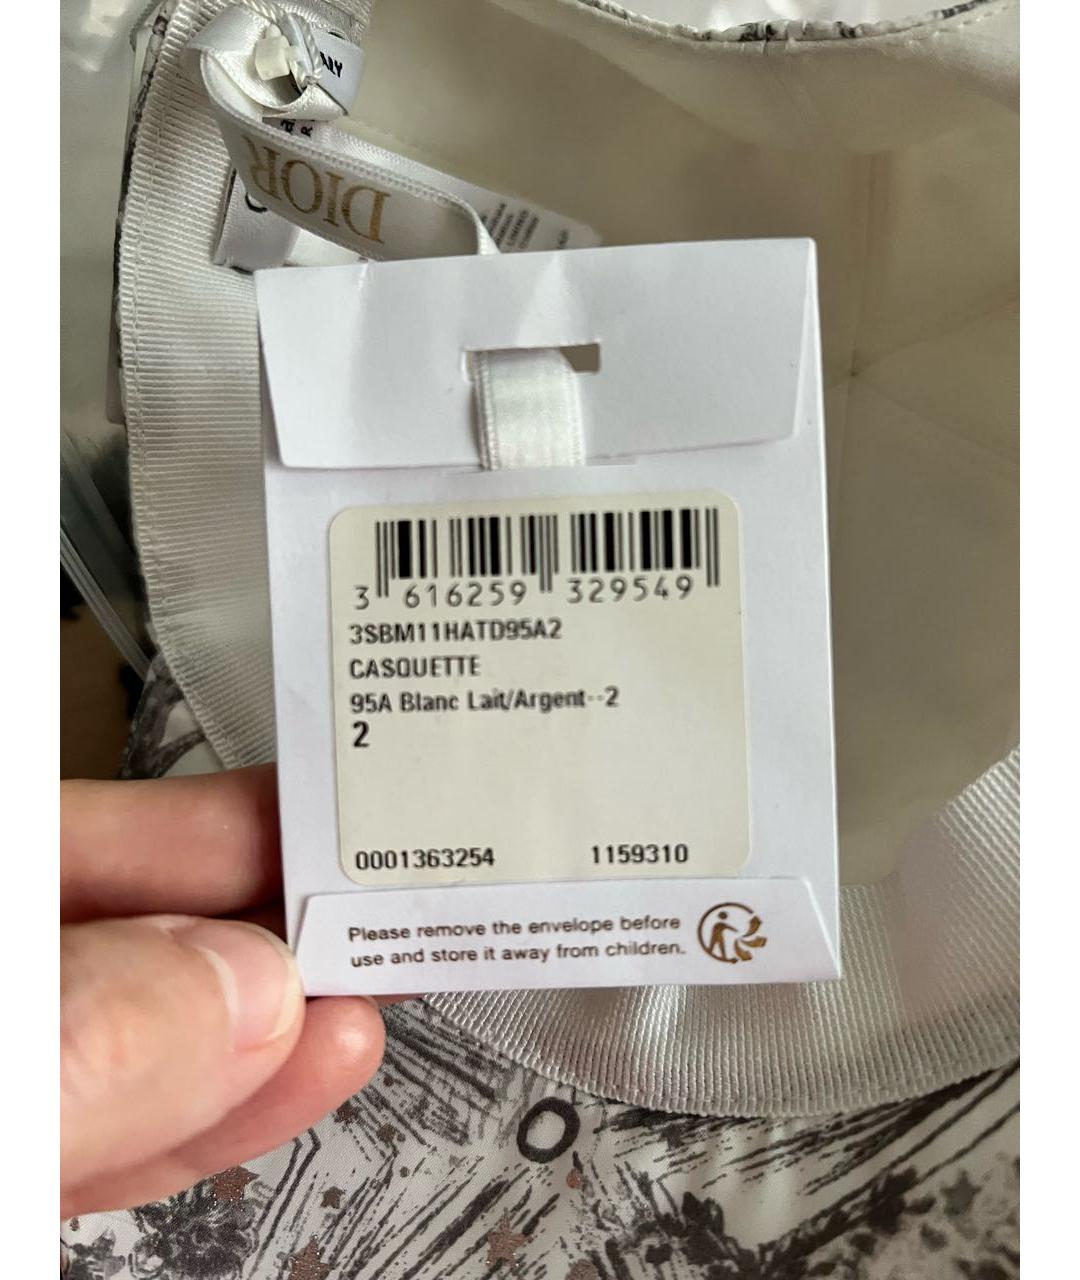 DIOR
3 616259 329549
3SBM11HATD95A2
CASQUETTE
95A Blanc Lait/Argent--2
2
0001363254 1159310
Please remove the envelope before
use and store it away from children.